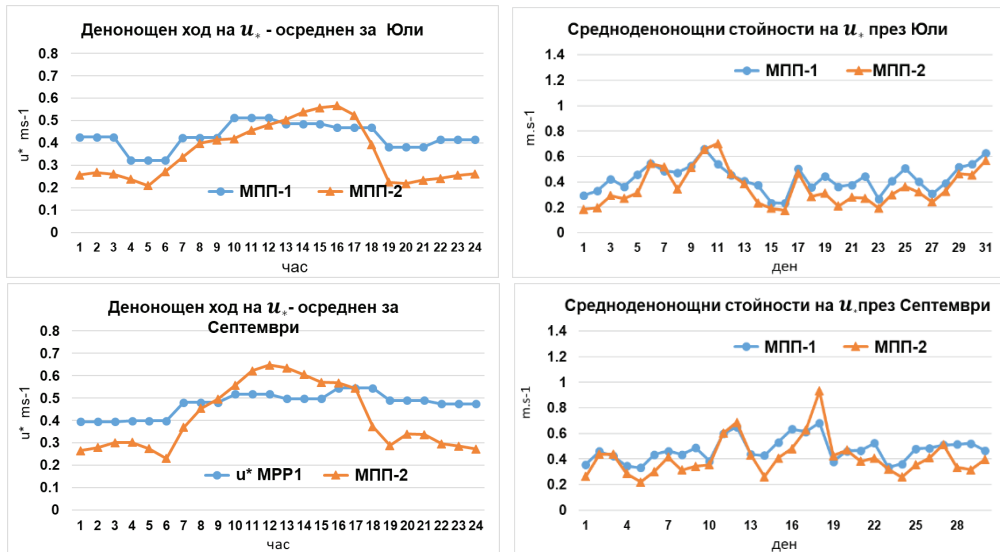 Денонощен ход на u* - осреднен за Юли
0.8
0.7
0.6
0.5
0.4
0.3
0.2
0.1
0
u* ms-1
МПП-1 МПП-2
1 2 3 4 5 6 7 8 9 10 11 12 13 14 15 16 17 18 19 20 21 22 23 24
час
Средноденонощни стойности на u* през Юли
1.4
1.2
1
0.8
0.6
0.4
0.2
0
m.s-1
МПП-1 МПП-2
1 3 5 7 9 11 13 15 17 19 21 23 25 27 29 31
ден
Денонощен ход на u*- осреднен за
Септември
0.8
0.7
0.6
0.5
0.4
0.3
0.2
0.1
0
u* ms-1
u* MPP1 МПП-2
1 2 3 4 5 6 7 8 9 10 11 12 13 14 15 16 17 18 19 20 21 22 23 24
час
Средноденонощни стойности на u*през Септември
1.4
1.2
1
0.8
0.6
0.4
0.2
0
m.s-1
МПП-1 МПП-2
1 4 7 10 13 16 19 22 25 28
ден